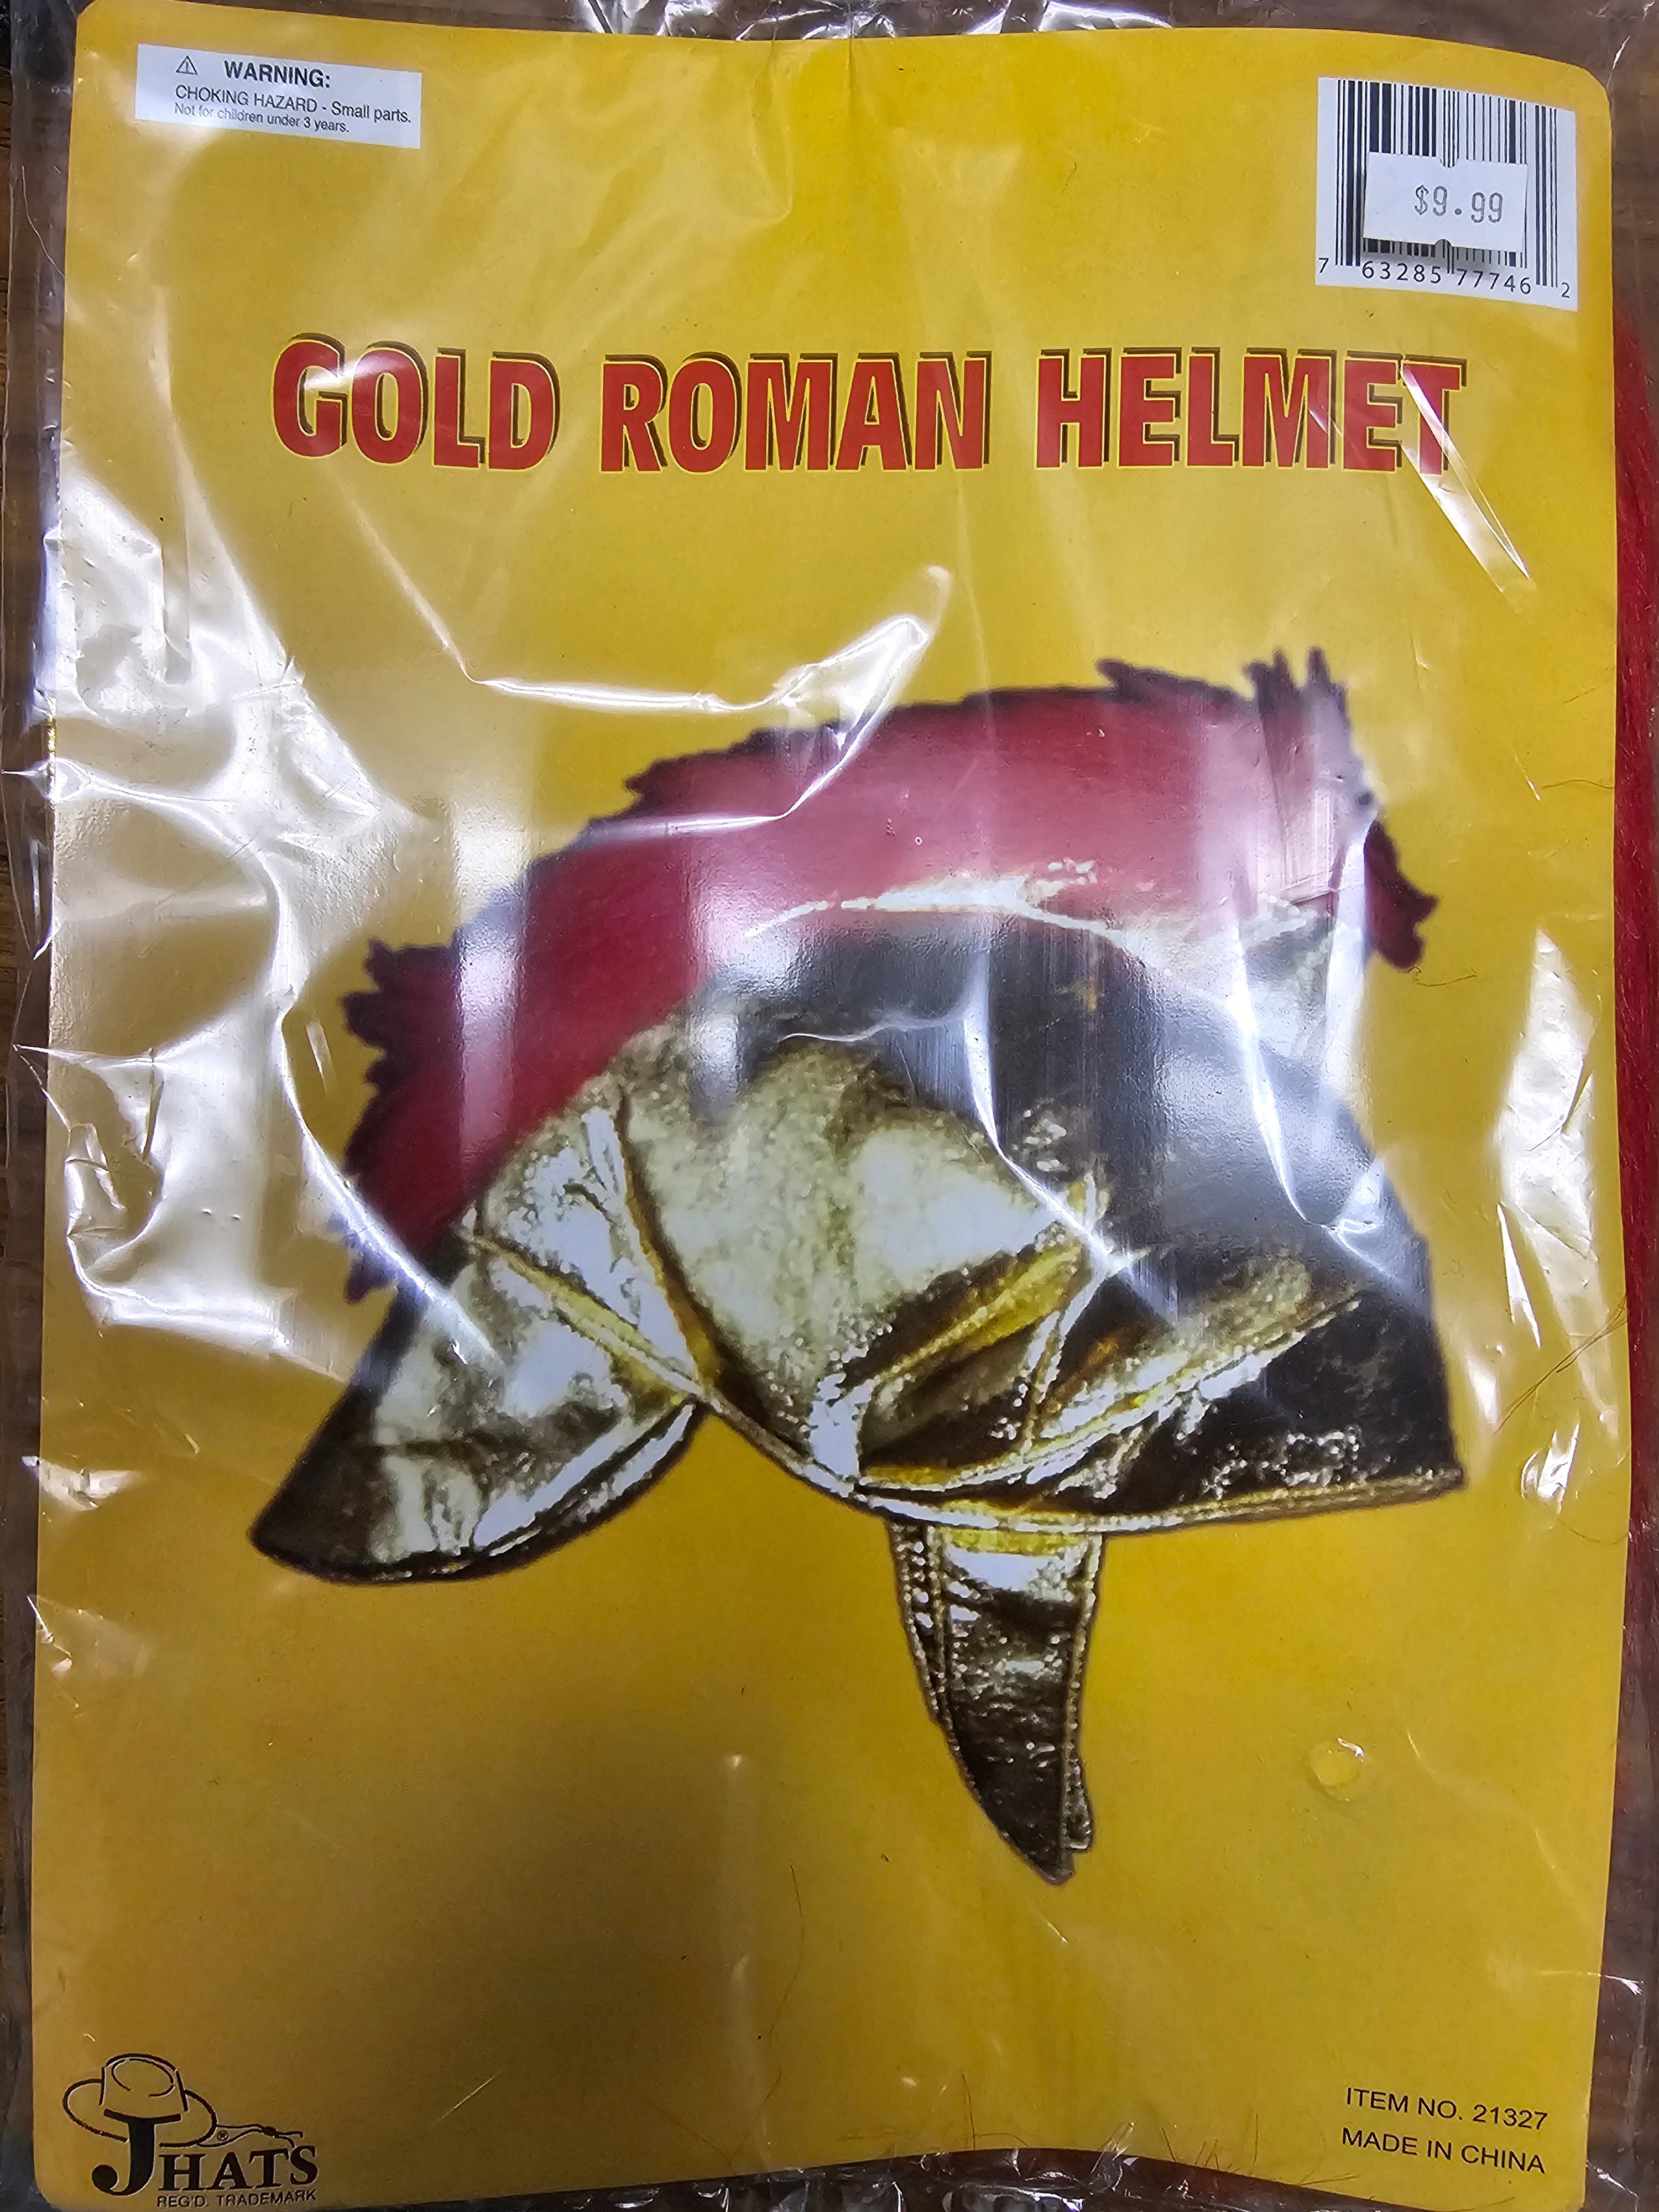 ⚠ WARNING:
CHOKING HAZARD - Small parts.
Not for children under 3 years.
$9.99
7 63285 77746 2
GOLD ROMAN HELMET
JHATS®
REG'D. TRADEMARK
ITEM NO. 21327
MADE IN CHINA